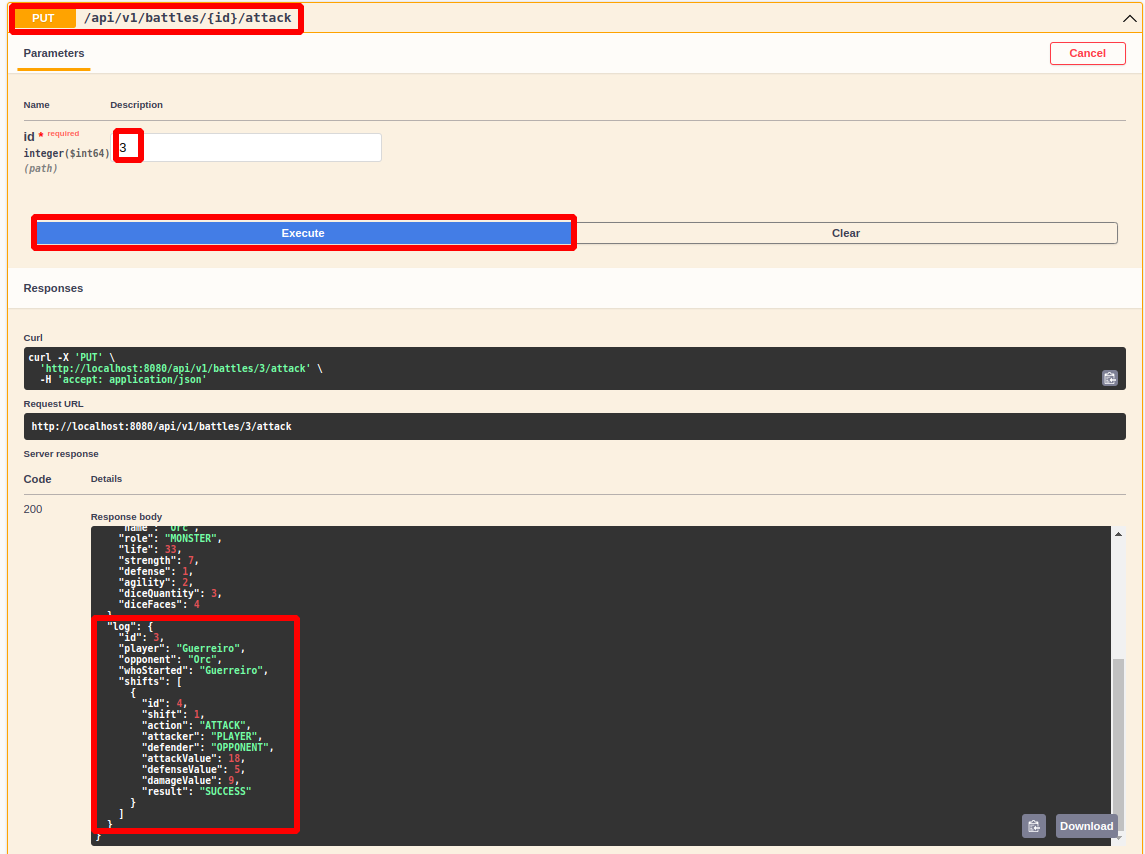 PUT /api/v1/battles/{id}/attack
Parameters
Cancel
Name Description
id * required
integer($int64)
(path)
3
Execute
Clear
Responses
Curl
curl -X 'PUT' \
'http://localhost:8080/api/v1/battles/3/attack' \
-H 'accept: application/json'
Request URL
http://localhost:8080/api/v1/battles/3/attack
Server response
Code Details
200
Response body
"name": "Orc",
"role": "MONSTER",
"life": 33,
"strength": 7,
"defense": 1,
"agility": 2,
"diceQuantity": 3,
"diceFaces": 4
},
"log": {
"id": 3,
"player": "Guerreiro",
"opponent": "Orc",
"whoStarted": "Guerreiro",
"shifts": [
{
"id": 4,
"shift": 1,
"action": "ATTACK",
"attacker": "PLAYER",
"defender": "OPPONENT",
"attackValue": 18,
"defenseValue": 5,
"damageValue": 9,
"result": "SUCCESS"
}
]
}
}
Download